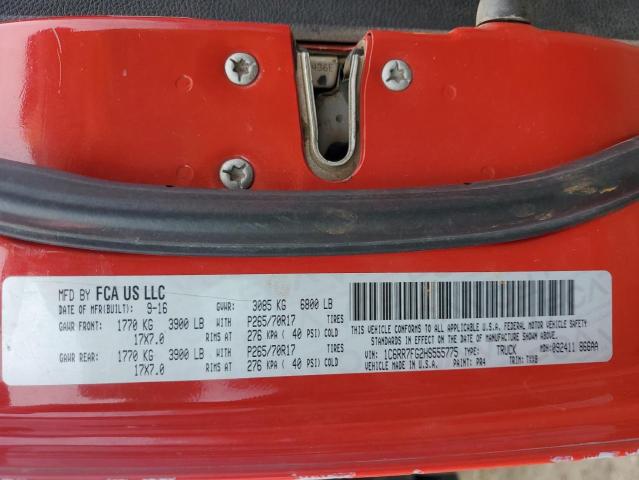 MFD BY FCA US LLC
DATE OF MFR(BUILT): 9-16 GVWR: 3085 KG 6800 LB
GAWR FRONT: 1770 KG 3900 LB WITH P265/70R17 TIRES
17X7.0 RIMS AT 276 KPA ( 40 PSI) COLD
GAWR REAR: 1770 KG 3900 LB WITH P265/70R17 TIRES
17X7.0 RIMS AT 276 KPA ( 40 PSI) COLD
THIS VEHICLE CONFORMS TO ALL APPLICABLE U.S.A. FEDERAL MOTOR VEHICLE SAFETY
STANDARDS IN EFFECT ON THE DATE OF MANUFACTURE SHOWN ABOVE.
VIN: 1C6RR7FG2HS555775 TYPE: TRUCK MDH: 092411 866AA
VEHICLE MADE IN U.S.A. PAINT: PR4 TRIM: